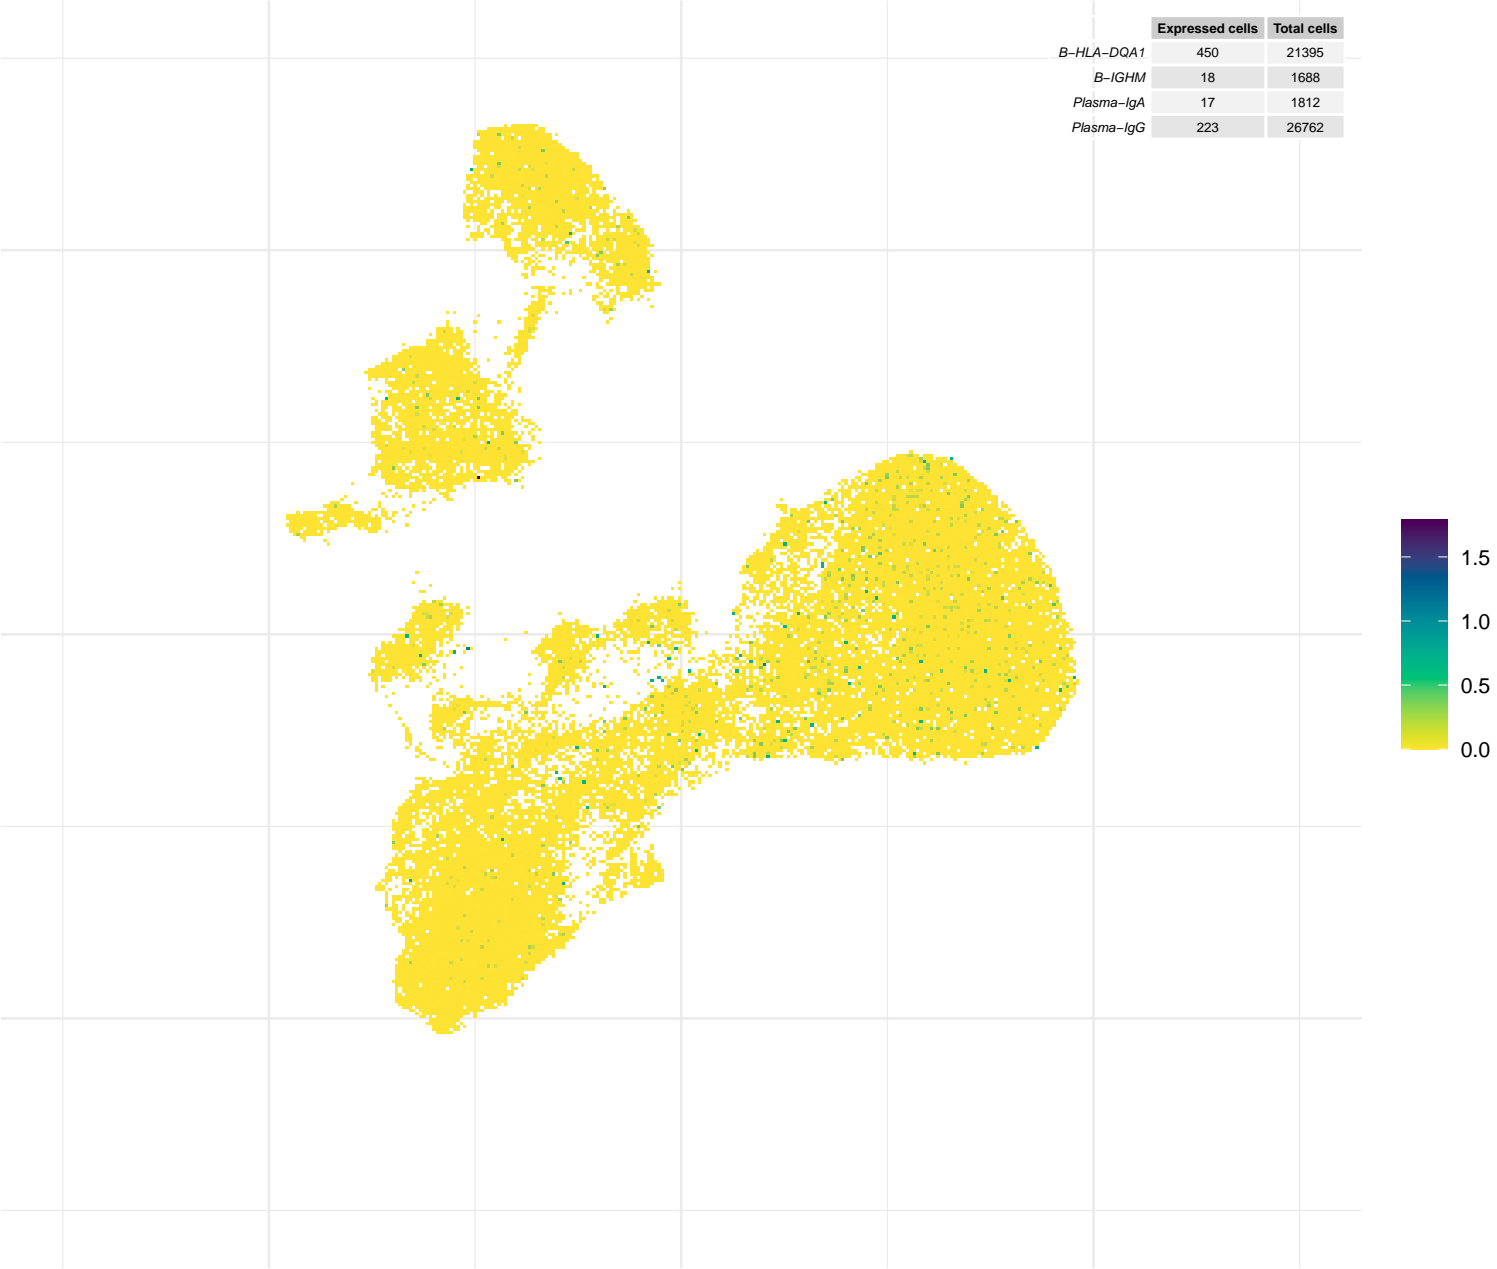 Expressed cells Total cells
B−HLA−DQA1 450 21395
B−IGHM 18 1688
Plasma−IgA 17 1812
Plasma−IgG 223 26762
1.5
1.0
0.5
0.0